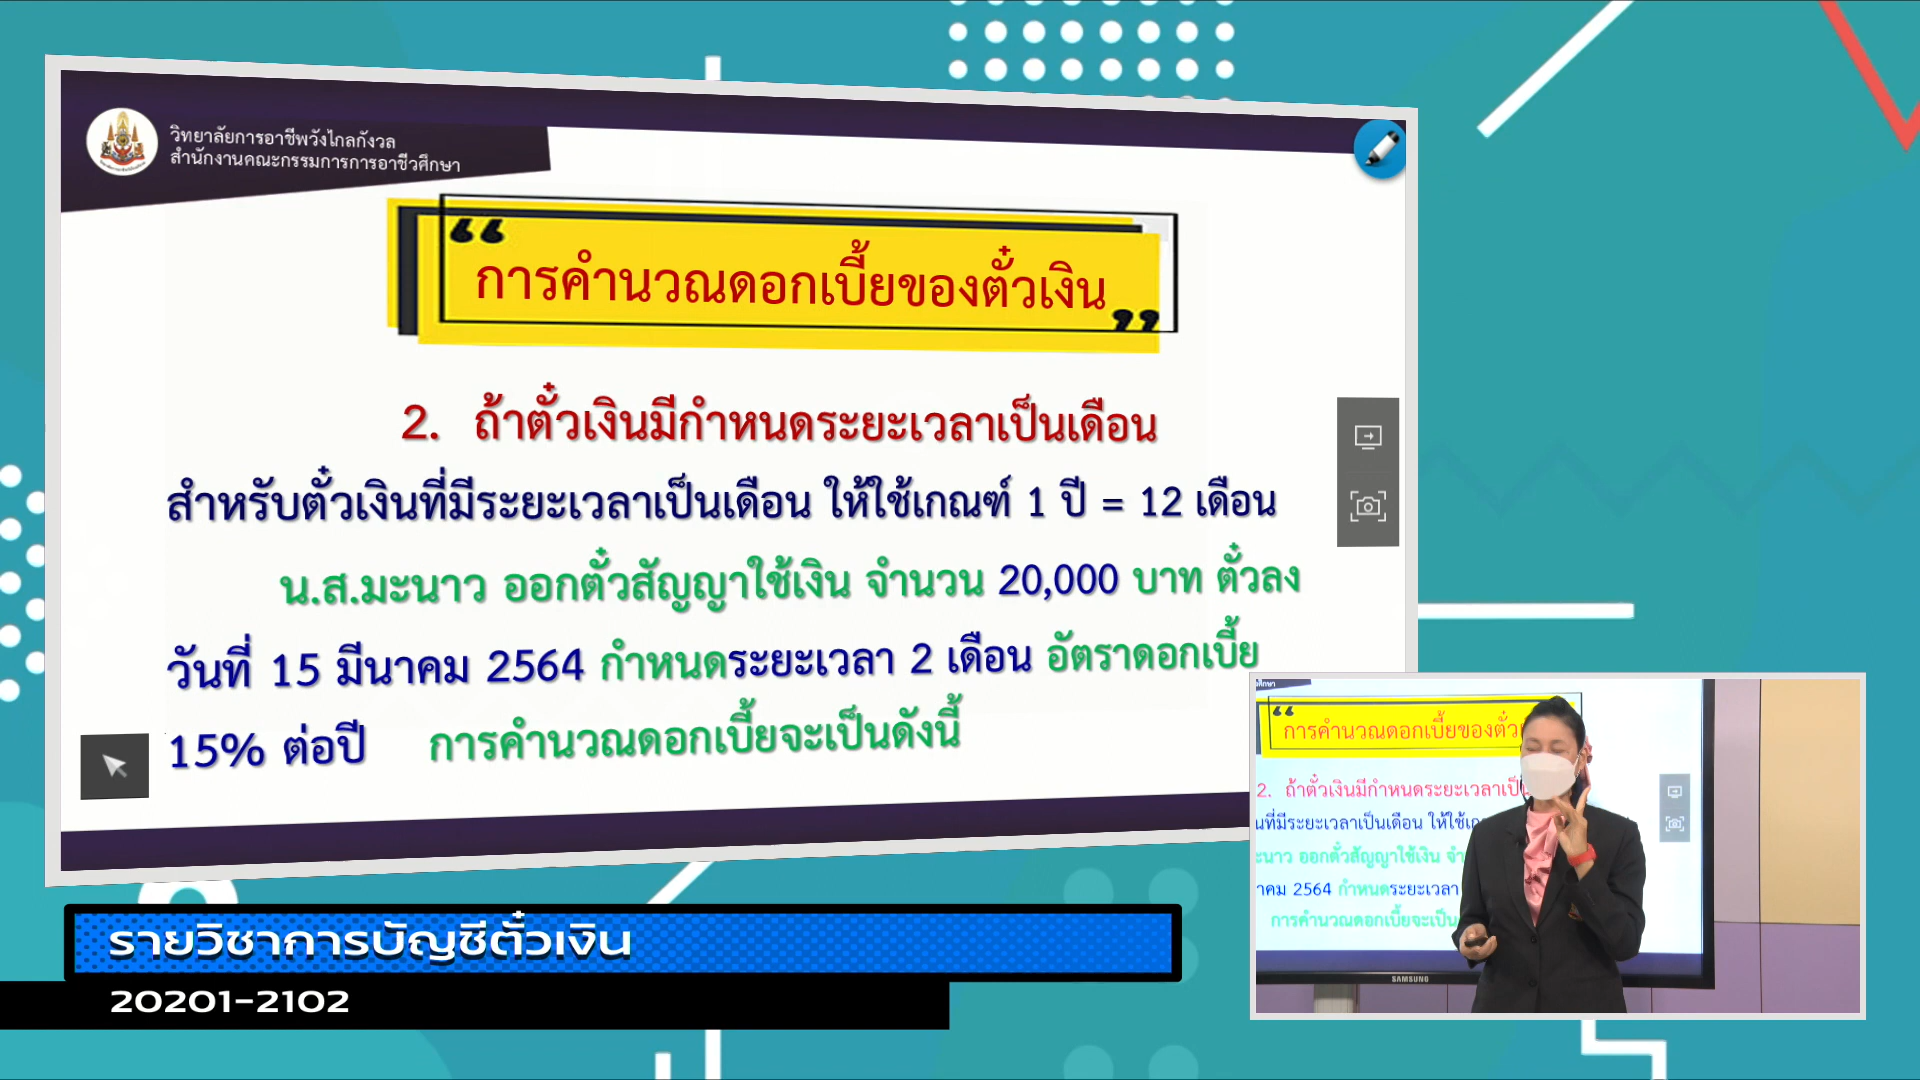 วิทยาลัยการอาชีพวังไกลกังวล
สำนักงานคณะกรรมการการอาชีวศึกษา
“การคำนวณดอกเบี้ยของตั๋วเงิน”
2. ถ้าตั๋วเงินมีกำหนดระยะเวลาเป็นเดือน
สำหรับตั๋วเงินที่มีระยะเวลาเป็นเดือน ให้ใช้เกณฑ์ 1 ปี = 12 เดือน
น.ส.มะนาว ออกตั๋วสัญญาใช้เงิน จำนวน 20,000 บาท ตั๋วลง
วันที่ 15 มีนาคม 2564 กำหนดระยะเวลา 2 เดือน อัตราดอกเบี้ย
15% ต่อปี การคำนวณดอกเบี้ยจะเป็นดังนี้
“การคำนวณดอกเบี้ยของตั๋ว
2. ถ้าตั๋วเงินมีกำหนดระยะเวลาเป็
นที่มีระยะเวลาเป็นเดือน ให้ใช้เก
ะนาว ออกตั๋วสัญญาใช้เงิน จำ
าคม 2564 กำหนดระยะเวลา
การคำนวณดอกเบี้ยจะเป็น
SAMSUNG
รายวิชาการบัญชีตั๋วเงิน
20201-2102